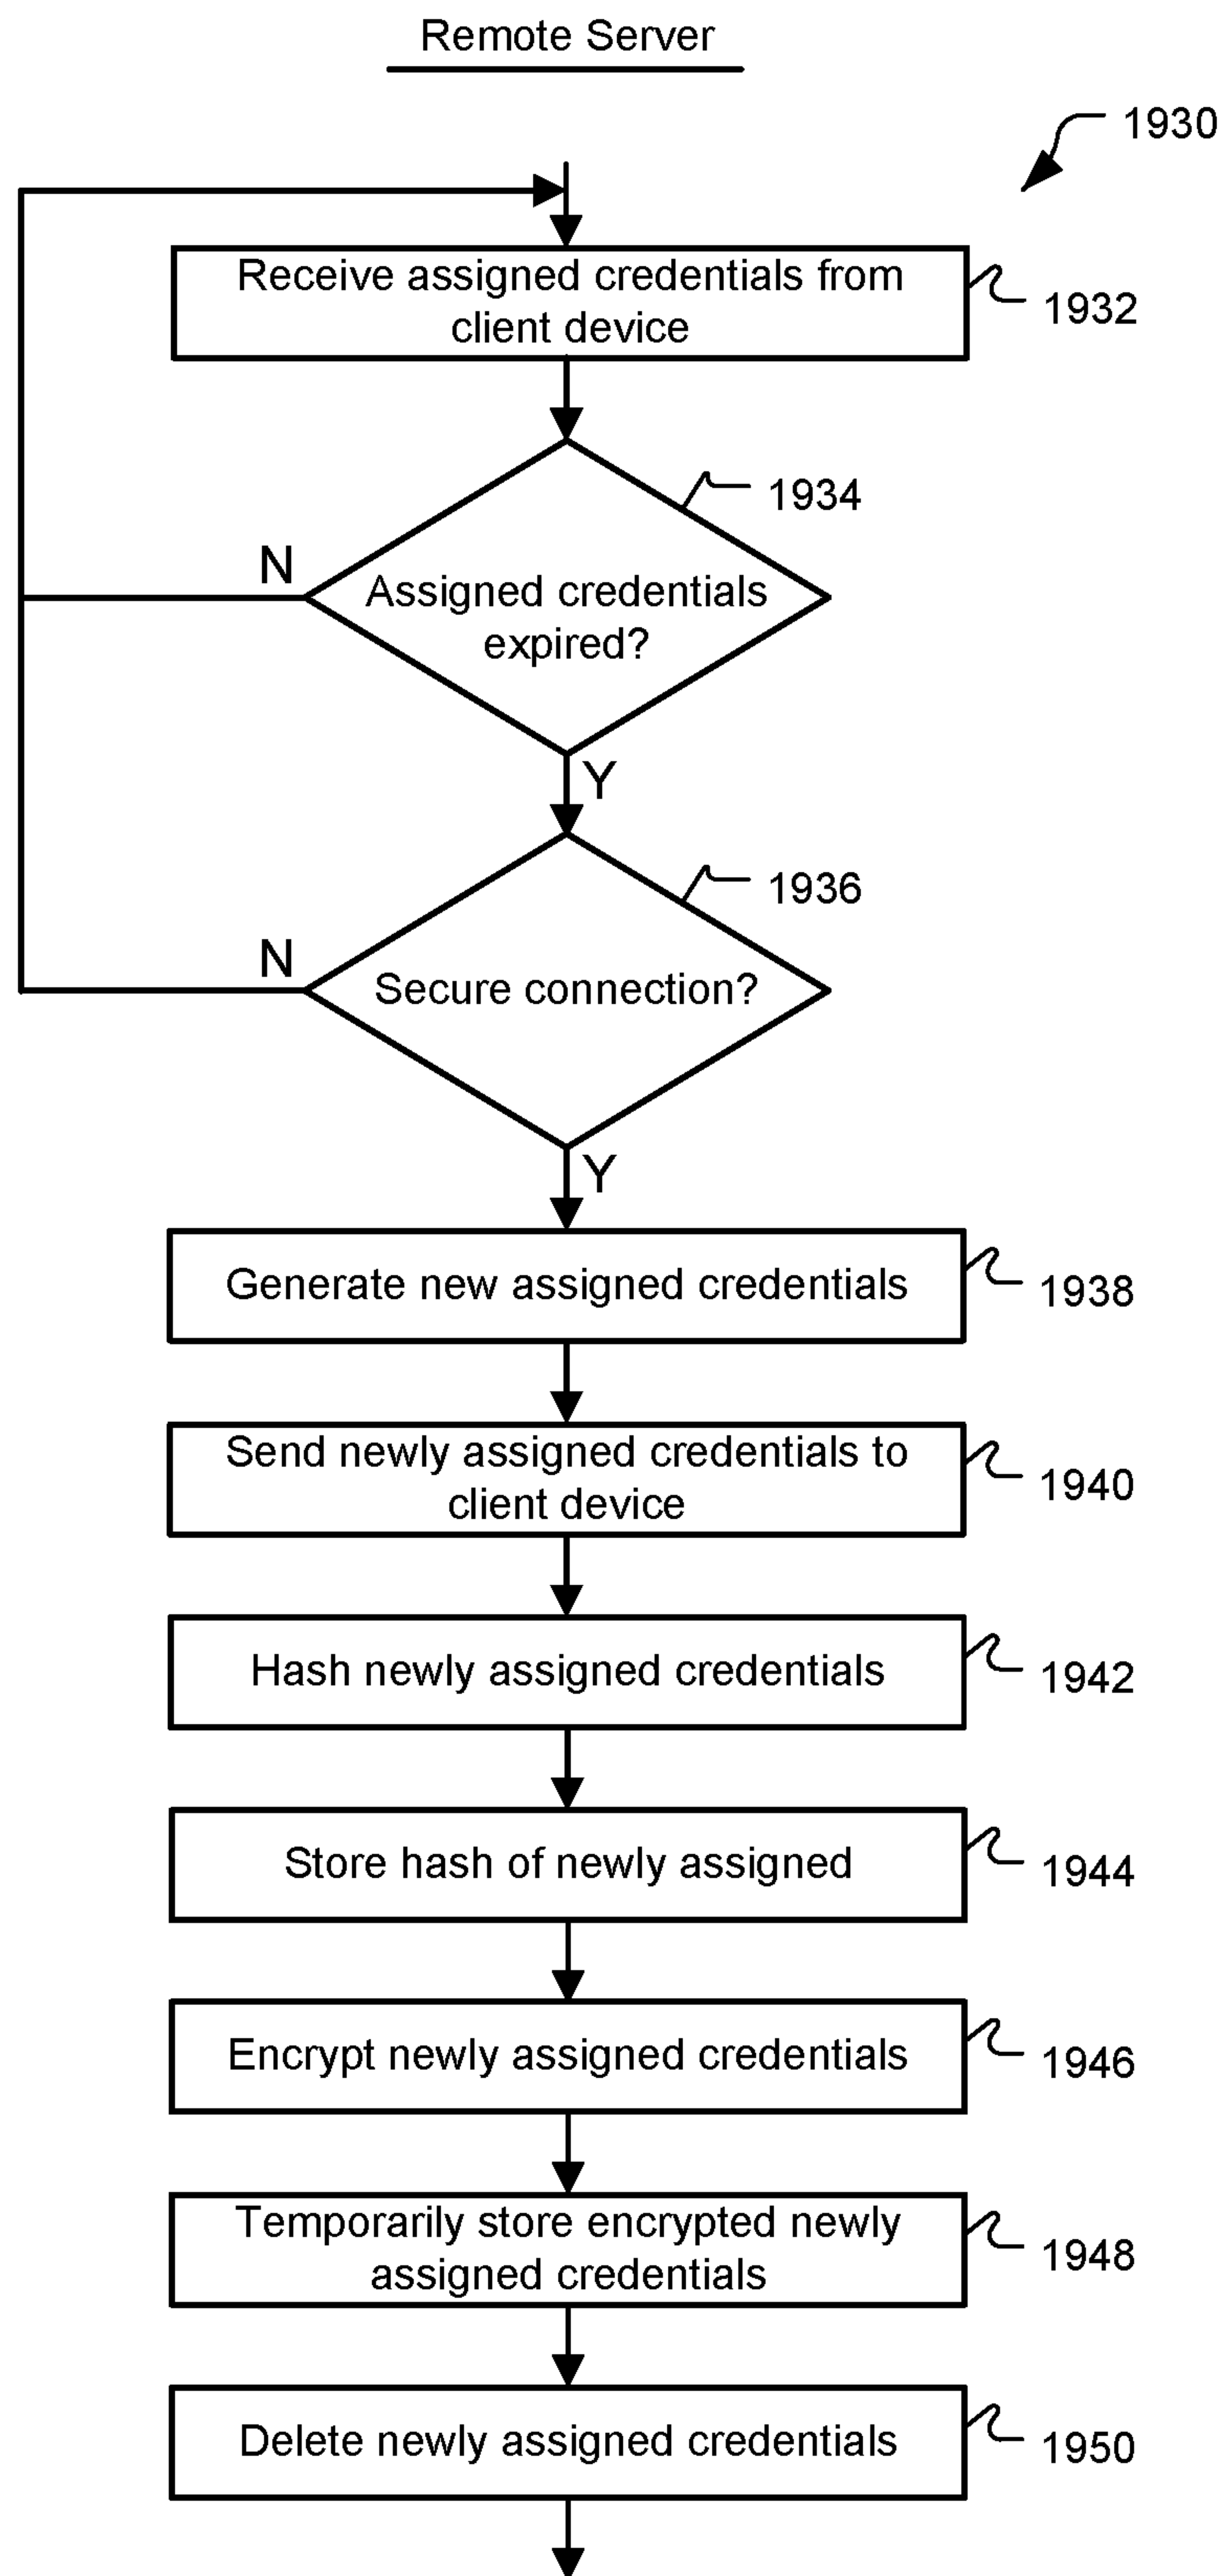 Remote Server
1930
Receive assigned credentials from
client device
1932
1934
N
Assigned credentials
expired?
Y
1936
N
Secure connection?
Y
Generate new assigned credentials
1938
Send newly assigned credentials to
client device
1940
Hash newly assigned credentials
1942
Store hash of newly assigned
1944
Encrypt newly assigned credentials
1946
Temporarily store encrypted newly
assigned credentials
1948
Delete newly assigned credentials
1950